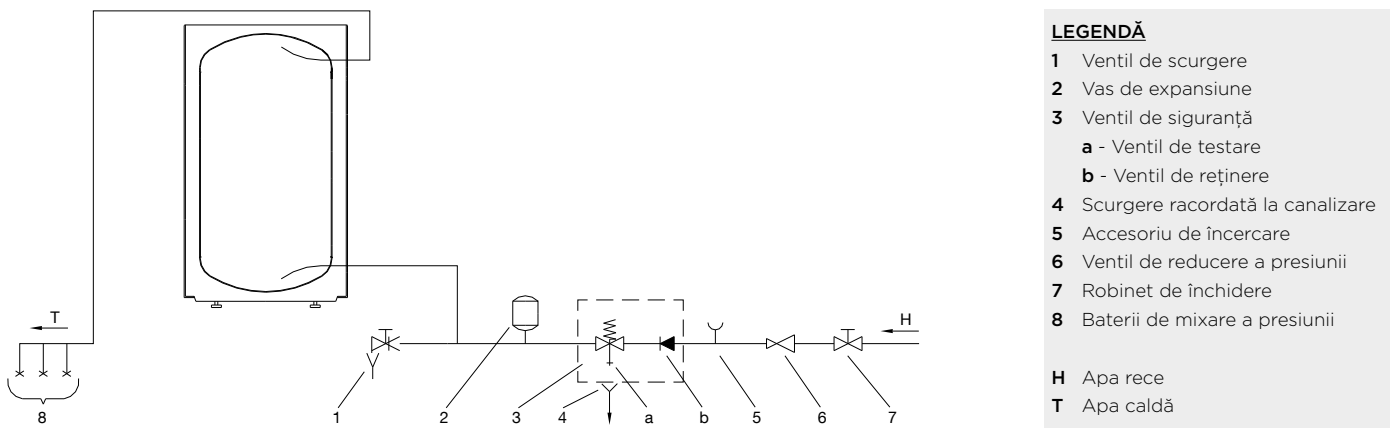 T
H
8
1
2
3
4
a
b
5
6
7
LEGENDĂ
1 Ventil de scurgere
2 Vas de expansiune
3 Ventil de siguranță
a - Ventil de testare
b - Ventil de reținere
4 Scurgere racordată la canalizare
5 Accesoriu de încercare
6 Ventil de reducere a presiunii
7 Robinet de închidere
8 Baterii de mixare a presiunii
H Apa rece
T Apa caldă